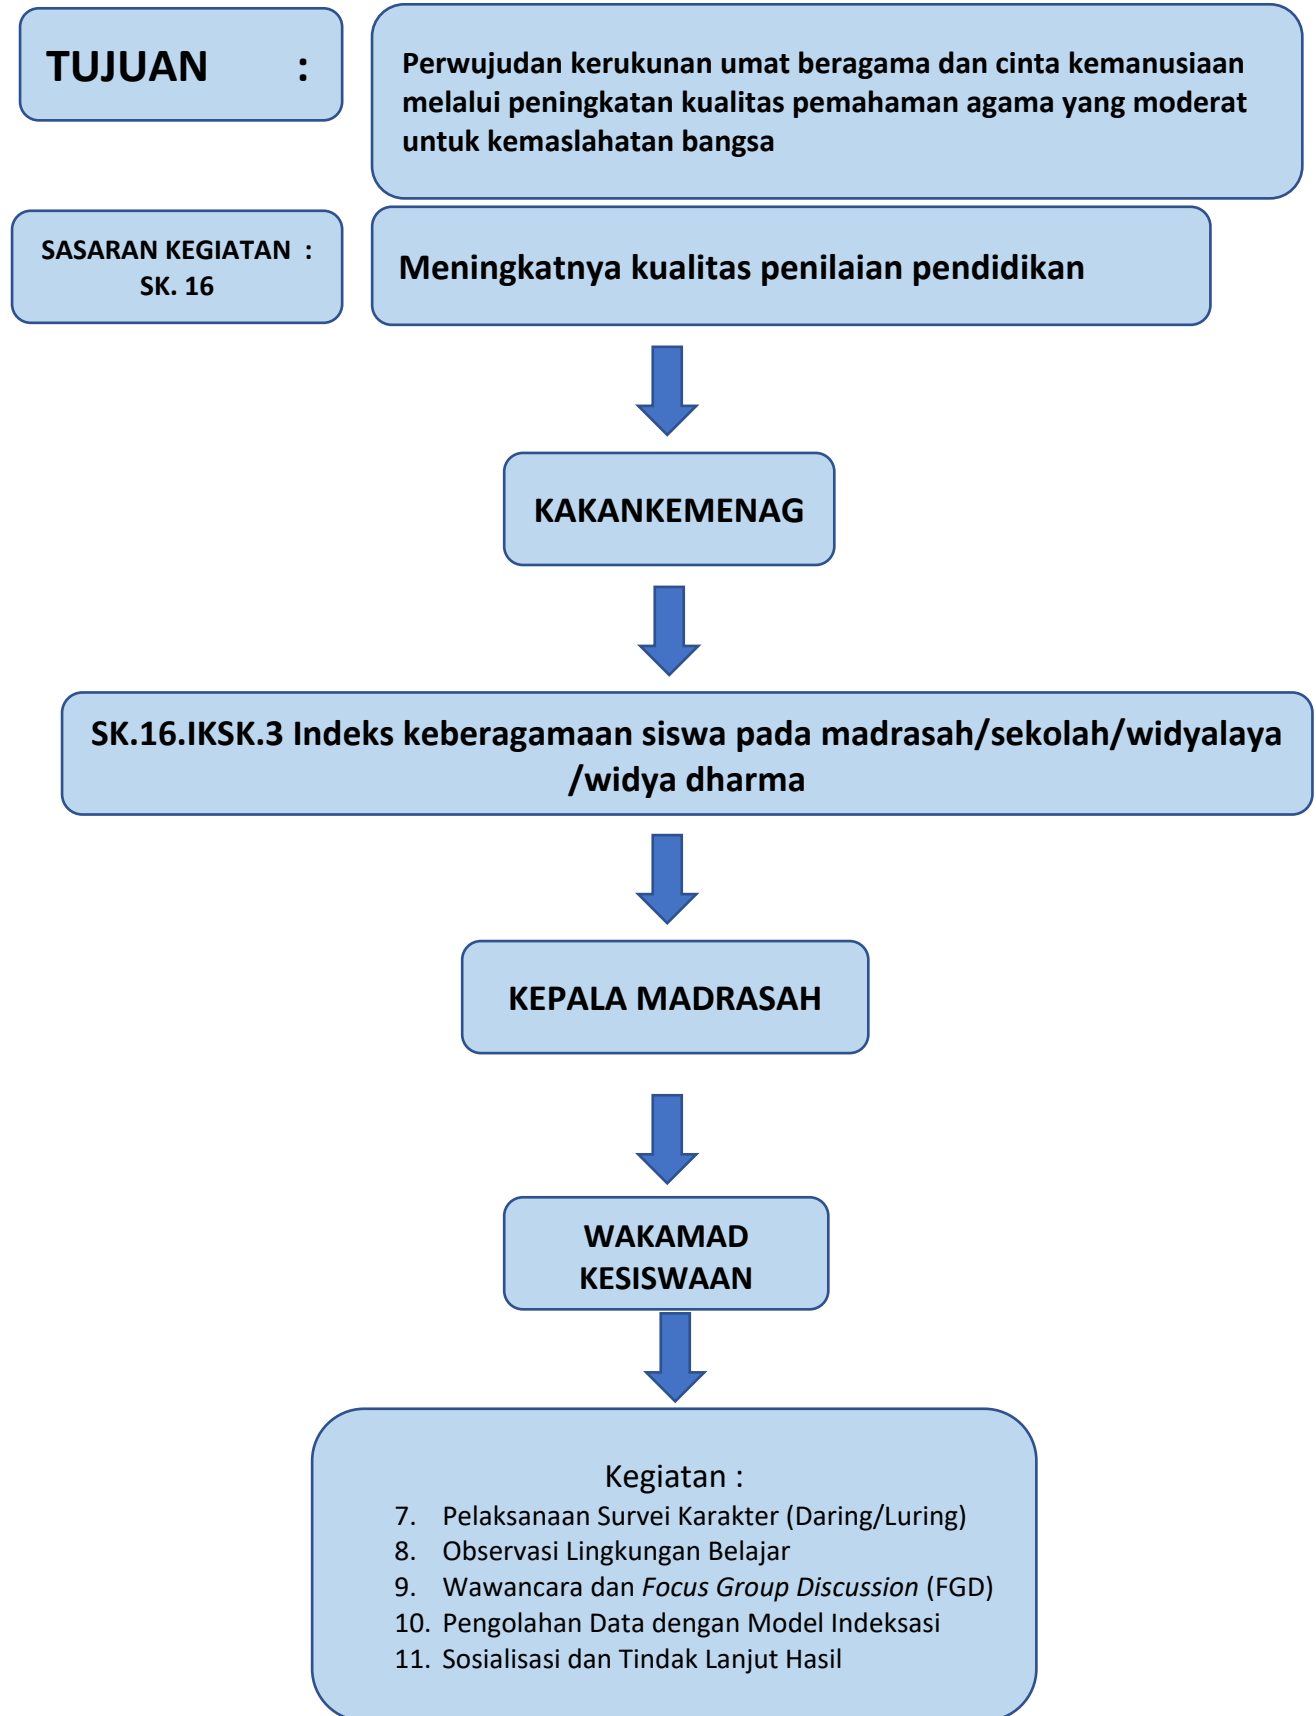 TUJUAN :
Perwujudan kerukunan umat beragama dan cinta kemanusiaan
melalui peningkatan kualitas pemahaman agama yang moderat
untuk kemaslahatan bangsa
SASARAN KEGIATAN :
SK. 16
Meningkatnya kualitas penilaian pendidikan
KAKANKEMENAG
SK.16.IKSK.3 Indeks keberagamaan siswa pada madrasah/sekolah/widyalaya
/widya dharma
KEPALA MADRASAH
WAKAMAD
KESISWAAN
Kegiatan :
7. Pelaksanaan Survei Karakter (Daring/Luring)
8. Observasi Lingkungan Belajar
9. Wawancara dan Focus Group Discussion (FGD)
10. Pengolahan Data dengan Model Indeksasi
11. Sosialisasi dan Tindak Lanjut Hasil